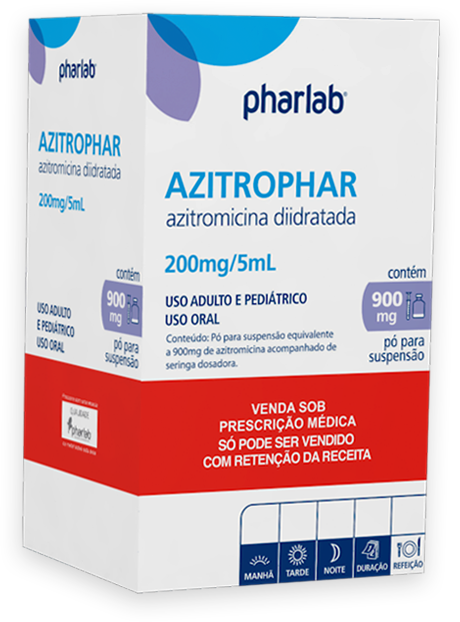 pharlab
AZITROPHAR
azitromicina diidratada
200mg/5mL
contém
900
mg
USO ADULTO
E PEDIÁTRICO
USO ORAL
pó para
suspensão
QUALIDADE
pharlab
pharlab
AZITROPHAR
azitromicina diidratada
200mg/5mL
USO ADULTO E PEDIÁTRICO
USO ORAL
Conteúdo: Pó para suspensão equivalente
a 900mg de azitromicina acompanhado de
seringa dosadora.
contém
900
mg
pó para
suspensão
VENDA SOB
PRESCRIÇÃO MÉDICA
SÓ PODE SER VENDIDO
COM RETENÇÃO DA RECEITA
MANHÃ TARDE NOITE DURAÇÃO REFEIÇÃO